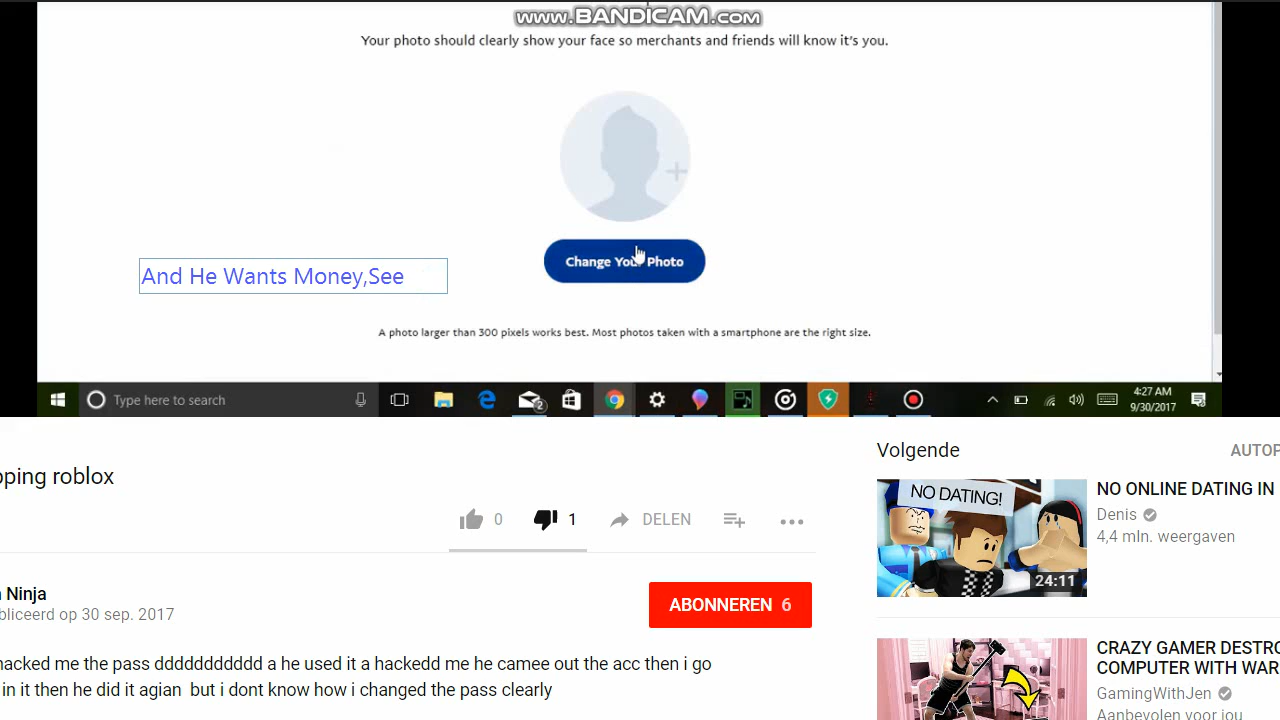 www.BANDICAM.com
Your photo should clearly show your face so merchants and friends will know it's you.
Change Your Photo
And He Wants Money,See
A photo larger than 300 pixels works best. Most photos taken with a smartphone are the right size.
Type here to search
2
4:27 AM
9/30/2017
pping roblox
0
1
DELEN
Ninja
bliceerd op 30 sep. 2017
ABONNEREN 6
hacked me the pass ddddddddddd a he used it a hackedd me he camee out the acc then i go
in it then he did it agian but i dont know how i changed the pass clearly
Volgende
AUTOP
NO DATING!
24:11
NO ONLINE DATING IN
Denis
4,4 mln. weergaven
CRAZY GAMER DESTRO
COMPUTER WITH WAR
GamingWithJen
Aanbevolen voor jou